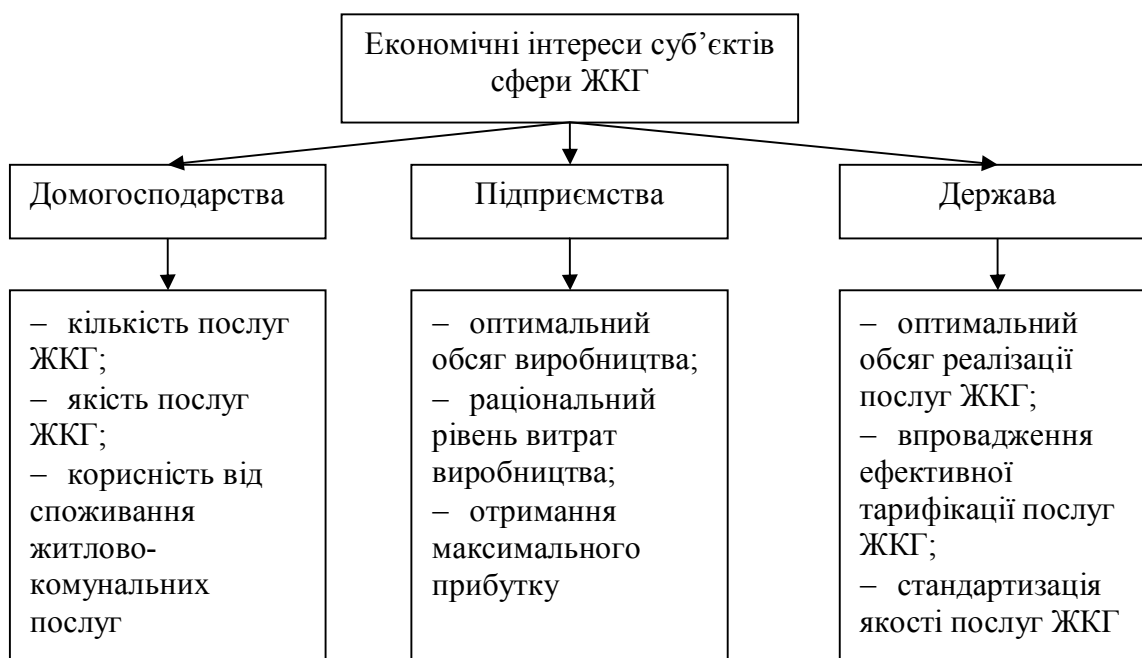 Економічні інтереси суб’єктів
сфери ЖКГ
Домогосподарства
Підприємства
Держава
– кількість послуг
ЖКГ;
– якість послуг
ЖКГ;
– корисність від
споживання
житлово-
комунальних
послуг
– оптимальний
обсяг виробництва;
– раціональний
рівень витрат
виробництва;
– отримання
максимального
прибутку
– оптимальний
обсяг реалізації
послуг ЖКГ;
– впровадження
ефективної
тарифікації послуг
ЖКГ;
– стандартизація
якості послуг ЖКГ